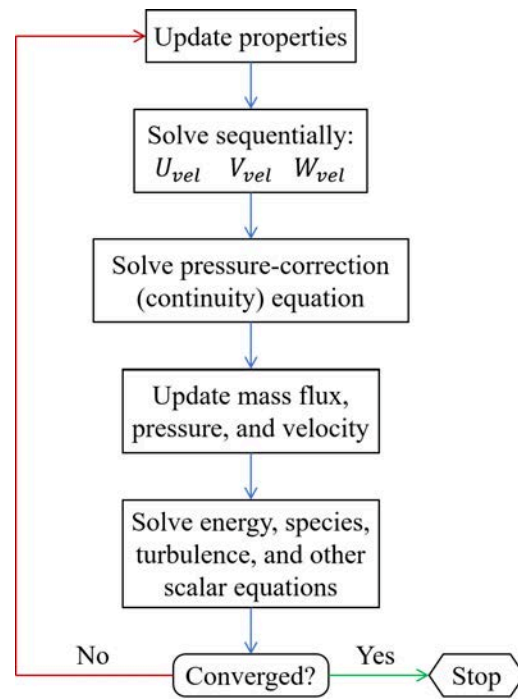 Update properties
Solve sequentially:
U_vel V_vel W_vel
Solve pressure-correction
(continuity) equation
Update mass flux,
pressure, and velocity
Solve energy, species,
turbulence, and other
scalar equations
No
Converged?
Yes
Stop